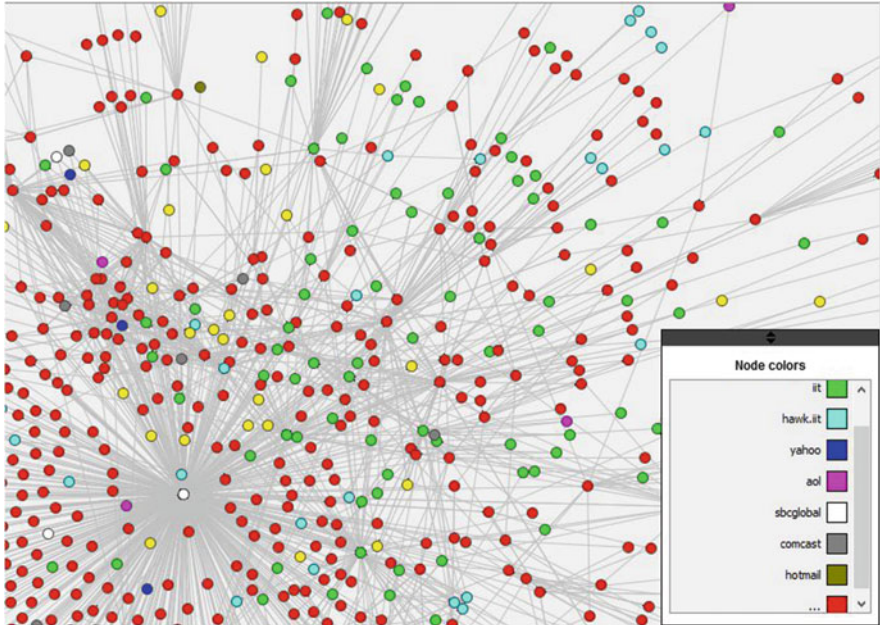 Node colors
iit
hawk.iit
yahoo
aol
sbcglobal
comcast
hotmail
...